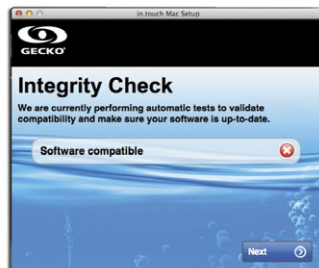 in.touch Mac Setup
GECKO
Integrity Check
We are currently performing automatic tests to validate
compatibility and make sure your software is up-to-date.
Software compatible
Next